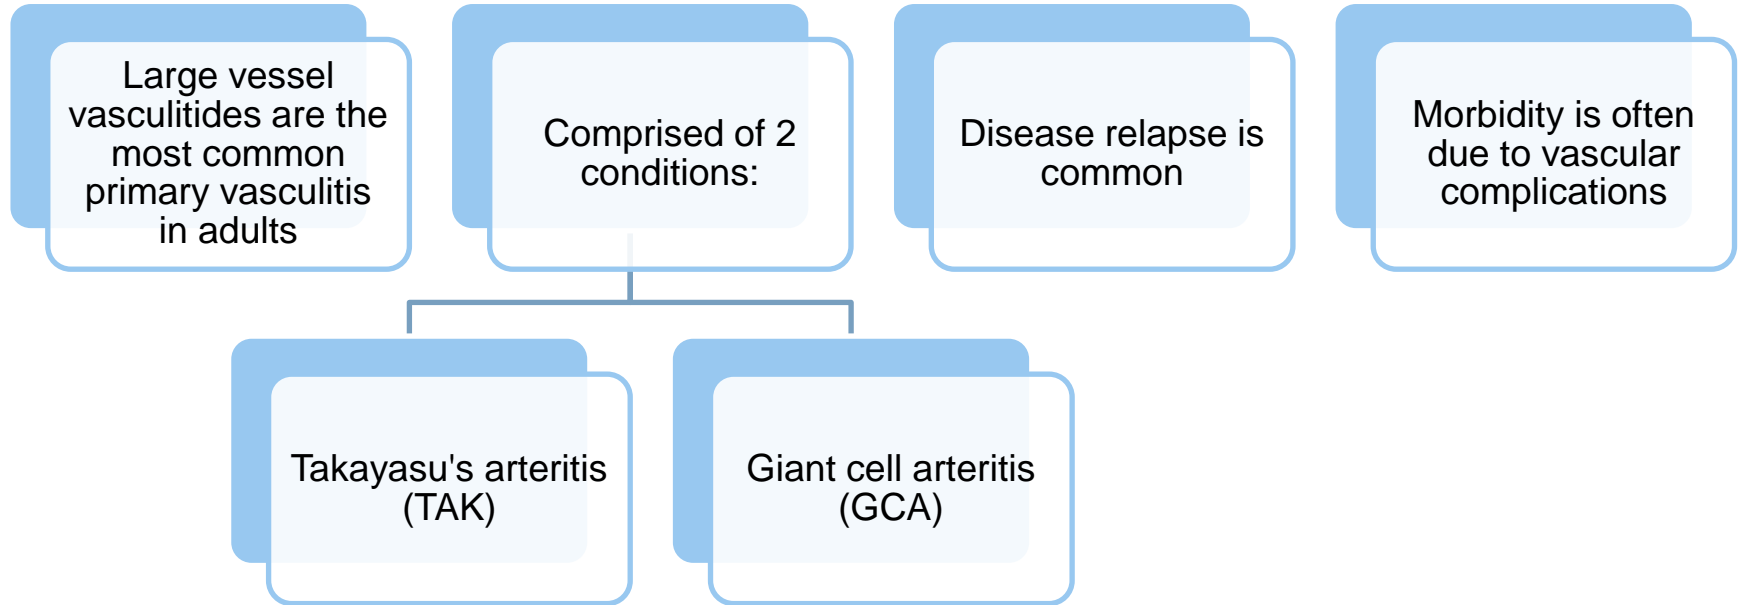 Large vessel
vasculitides are the
most common
primary vasculitis
in adults
Comprised of 2
conditions:
Disease relapse is
common
Morbidity is often
due to vascular
complications
Takayasu's arteritis
(TAK)
Giant cell arteritis
(GCA)